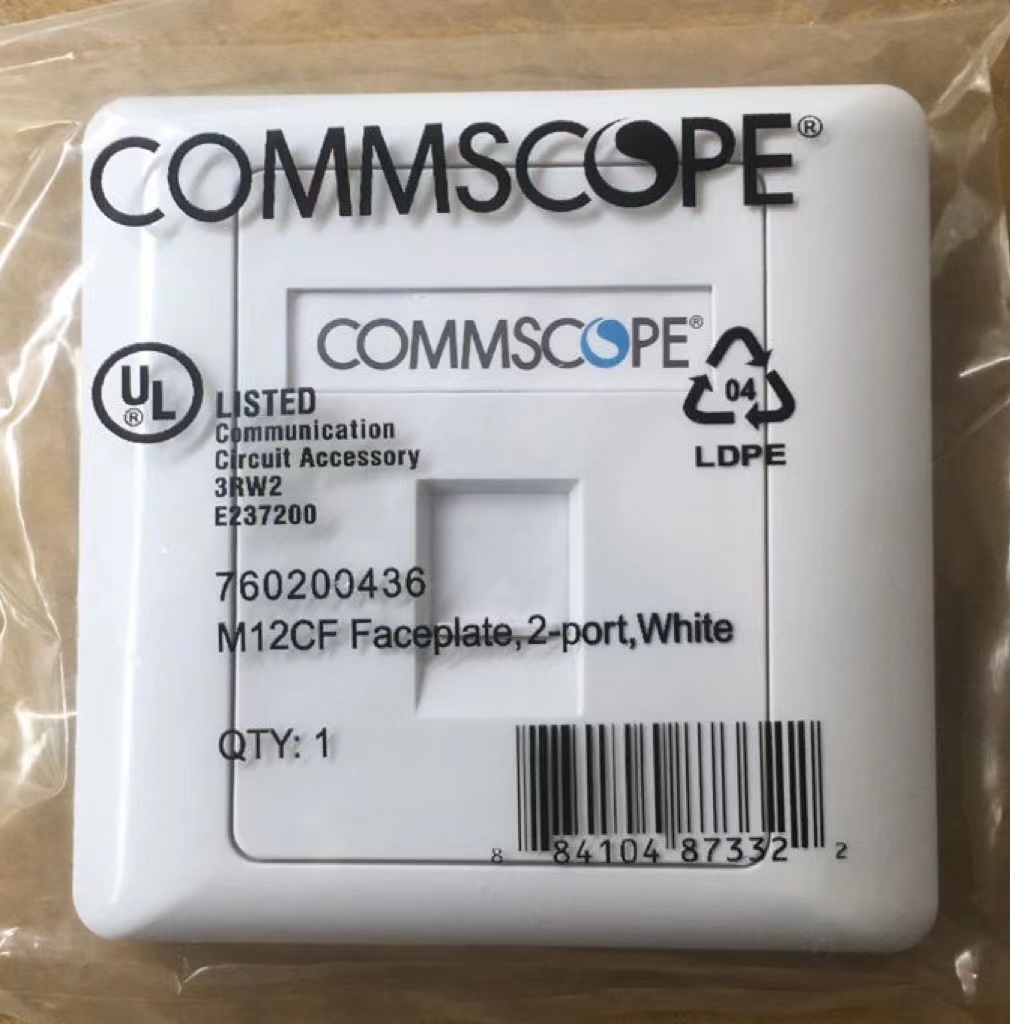 COMMSCOPE®
COMMSCOPE®
UL ®
LISTED
Communication
Circuit Accessory
3RW2
E237200
04
LDPE
760200436
M12CF Faceplate,2-port,White
QTY: 1
8 84104 87332 2